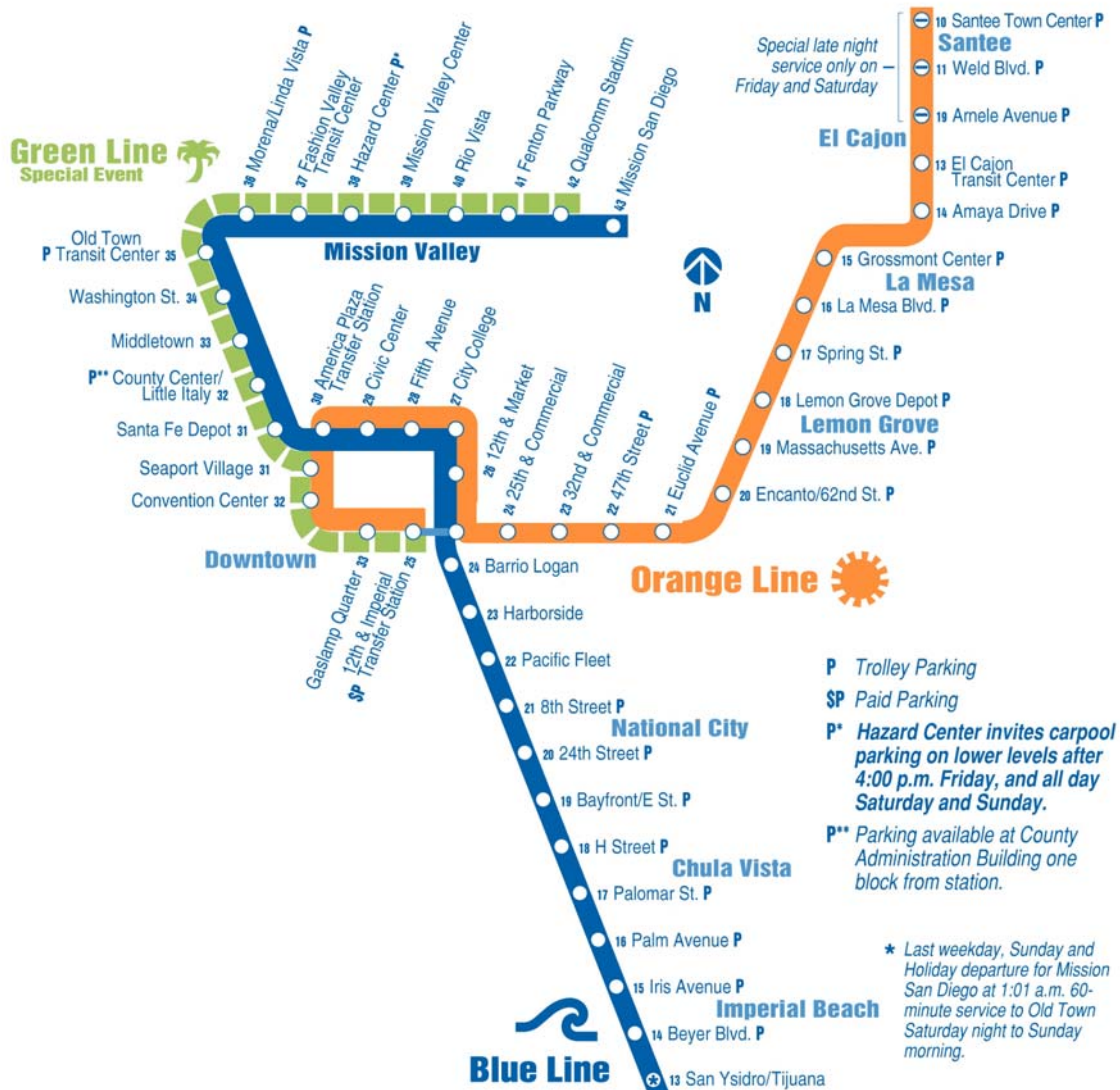 10 Santee Town Center P
Santee
Special late night
service only on
Friday and Saturday
11 Weld Blvd. P
19 Arnele Avenue P
El Cajon
13 El Cajon
Transit Center P
14 Amaya Drive P
15 Grossmont Center P
La Mesa
16 La Mesa Blvd. P
17 Spring St. P
18 Lemon Grove Depot P
Lemon Grove
19 Massachusetts Ave. P
20 Encanto/62nd St. P
Green Line
Special Event
36 Morena/Linda Vista P
37 Fashion Valley
Transit Center
38 Hazard Center P*
39 Mission Valley Center
40 Rio Vista
41 Fenton Parkway
42 Qualcomm Stadium
43 Mission San Diego
Mission Valley
N
Old Town
P Transit Center 35
Washington St. 34
Middletown 33
P** County Center/
Little Italy 32
Santa Fe Depot 31
Seaport Village 31
Convention Center 32
Downtown
30 America Plaza
Transfer Station
29 Civic Center
28 Fifth Avenue
27 City College
26 12th & Market
24 25th & Commercial
23 32nd & Commercial
22 47th Street P
21 Euclid Avenue P
Gaslamp Quarter 33
12th & Imperial
$P Transfer Station 25
Orange Line
24 Barrio Logan
23 Harborside
22 Pacific Fleet
21 8th Street P
National City
20 24th Street P
19 Bayfront/E St. P
18 H Street P
Chula Vista
17 Palomar St. P
16 Palm Avenue P
15 Iris Avenue P
Imperial Beach
14 Beyer Blvd. P
* 13 San Ysidro/Tijuana
Blue Line
P Trolley Parking
$P Paid Parking
P* Hazard Center invites carpool
parking on lower levels after
4:00 p.m. Friday, and all day
Saturday and Sunday.
P** Parking available at County
Administration Building one
block from station.
* Last weekday, Sunday and
Holiday departure for Mission
San Diego at 1:01 a.m. 60-
minute service to Old Town
Saturday night to Sunday
morning.